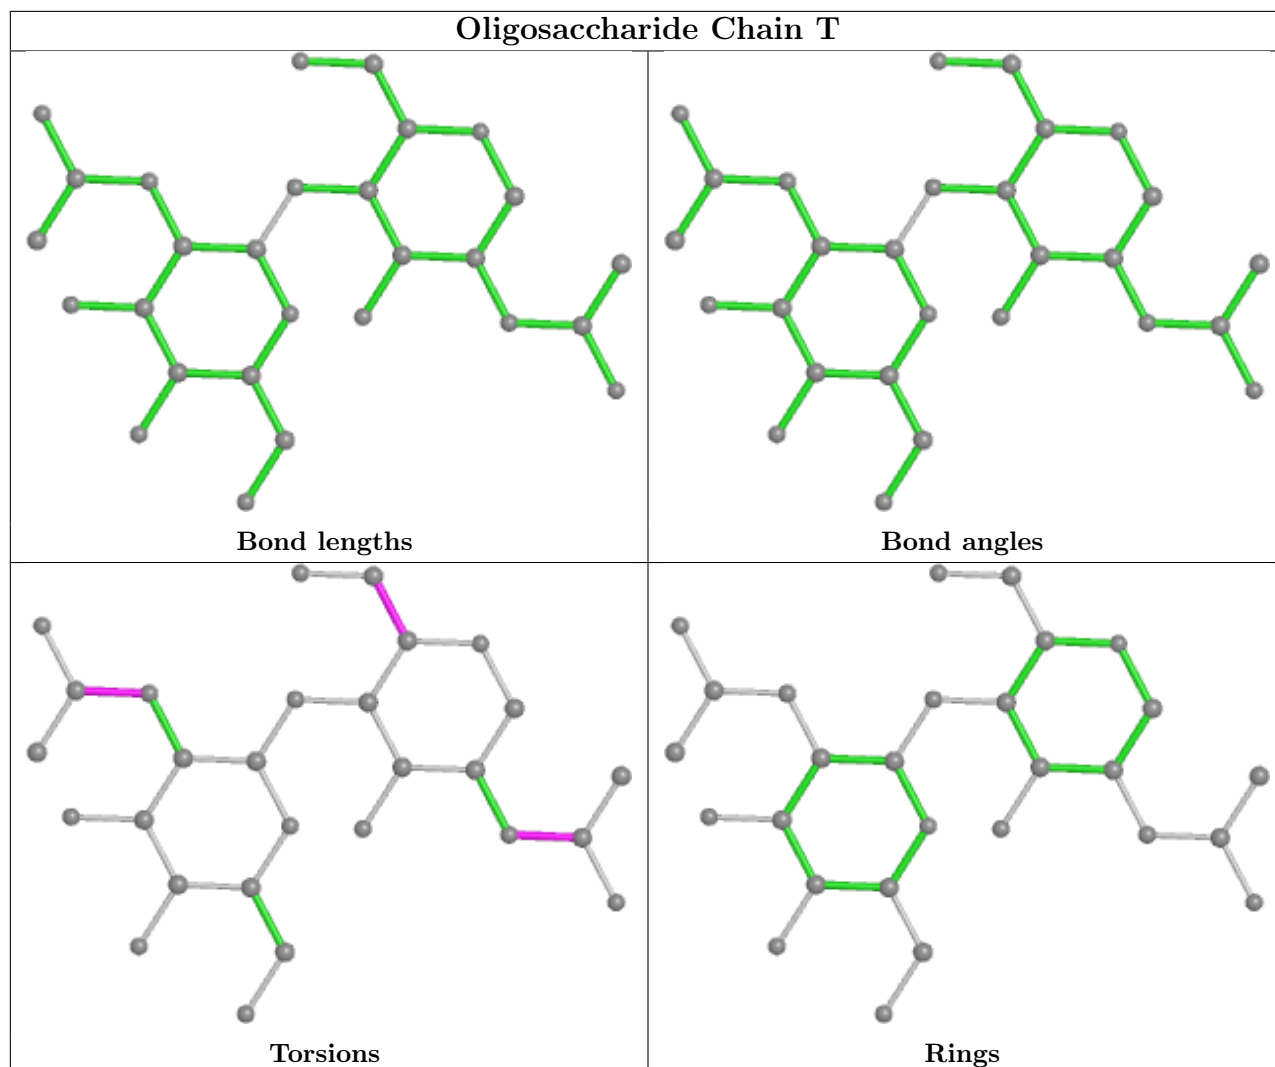 Oligosaccharide Chain T
Bond lengths
Bond angles
Torsions
Rings